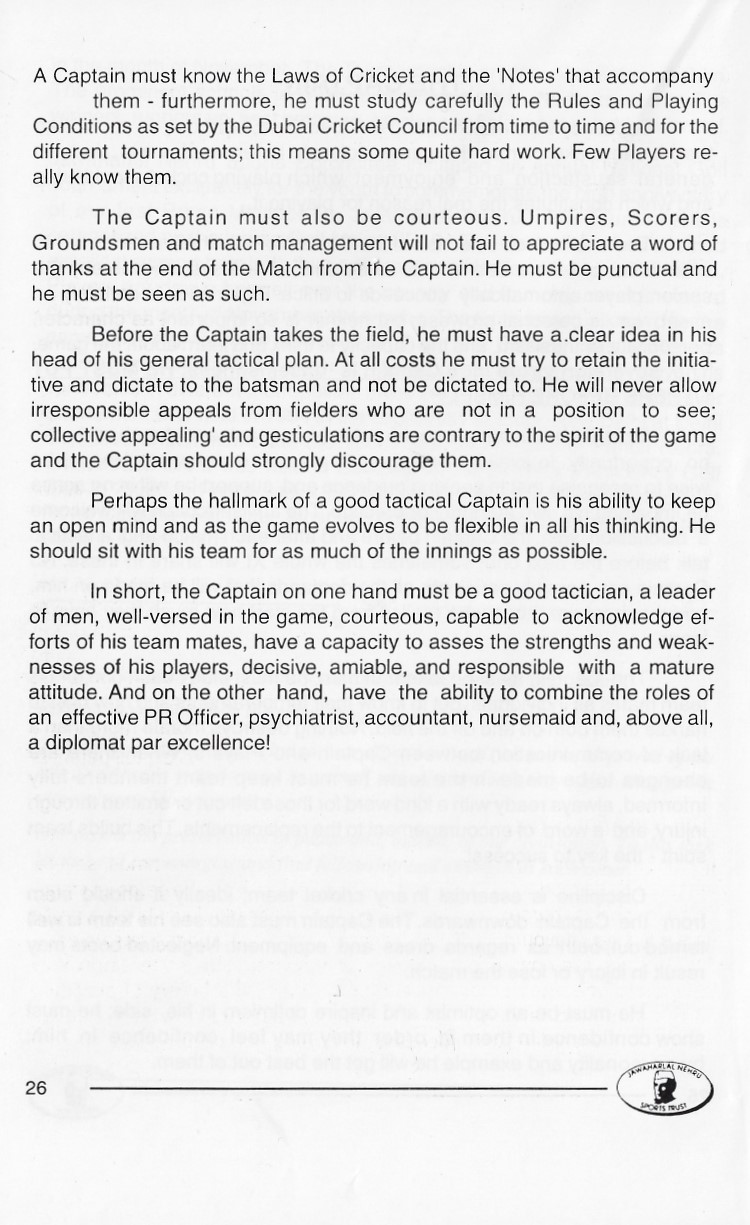 A Captain must know the Laws of Cricket and the 'Notes' that accompany
them - furthermore, he must study carefully the Rules and Playing
Conditions as set by the Dubai Cricket Council from time to time and for the
different tournaments; this means some quite hard work. Few Players re-
ally know them.
The Captain must also be courteous. Umpires, Scorers,
Groundsmen and match management will not fail to appreciate a word of
thanks at the end of the Match from the Captain. He must be punctual and
he must be seen as such.
Before the Captain takes the field, he must have a.clear idea in his
head of his general tactical plan. At all costs he must try to retain the initia-
tive and dictate to the batsman and not be dictated to. He will never allow
irresponsible appeals from fielders who are not in a position to see;
collective appealing' and gesticulations are contrary to the spirit of the game
and the Captain should strongly discourage them.
Perhaps the hallmark of a good tactical Captain is his ability to keep
an open mind and as the game evolves to be flexible in all his thinking. He
should sit with his team for as much of the innings as possible.
In short, the Captain on one hand must be a good tactician, a leader
of men, well-versed in the game, courteous, capable to acknowledge ef-
forts of his team mates, have a capacity to asses the strengths and weak-
nesses of his players, decisive, amiable, and responsible with a mature
attitude. And on the other hand, have the ability to combine the roles of
an effective PR Officer, psychiatrist, accountant, nursemaid and, above all,
a diplomat par excellence!
26
JAWAHARLAL NEHRU
SPORTS TRUST